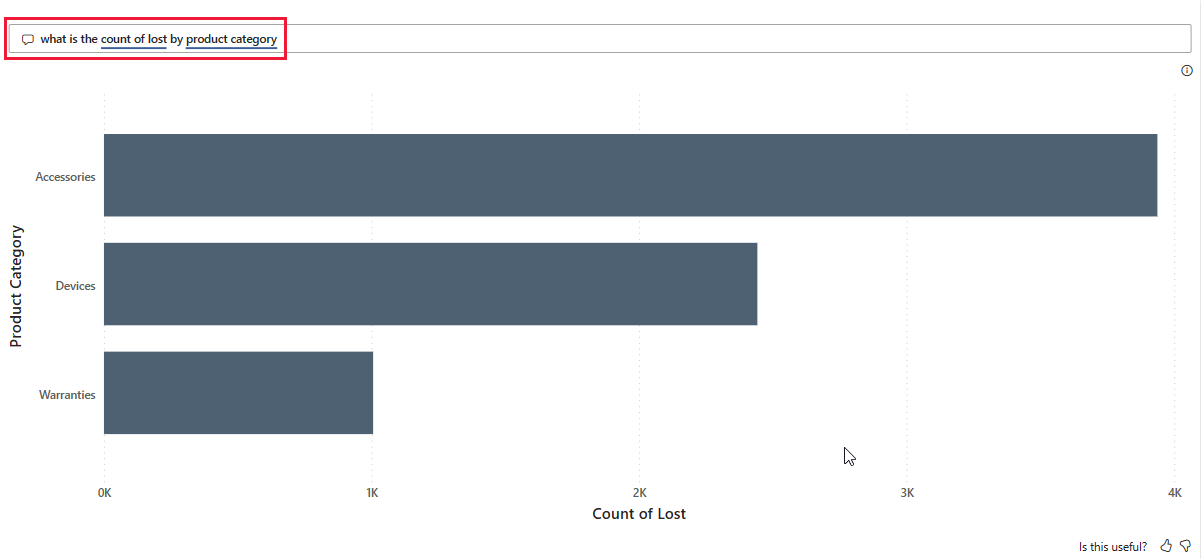 what is the count of lost by product category
Accessories
Devices
Warranties
Product Category
0K 1K 2K 3K 4K
Count of Lost
Is this useful?